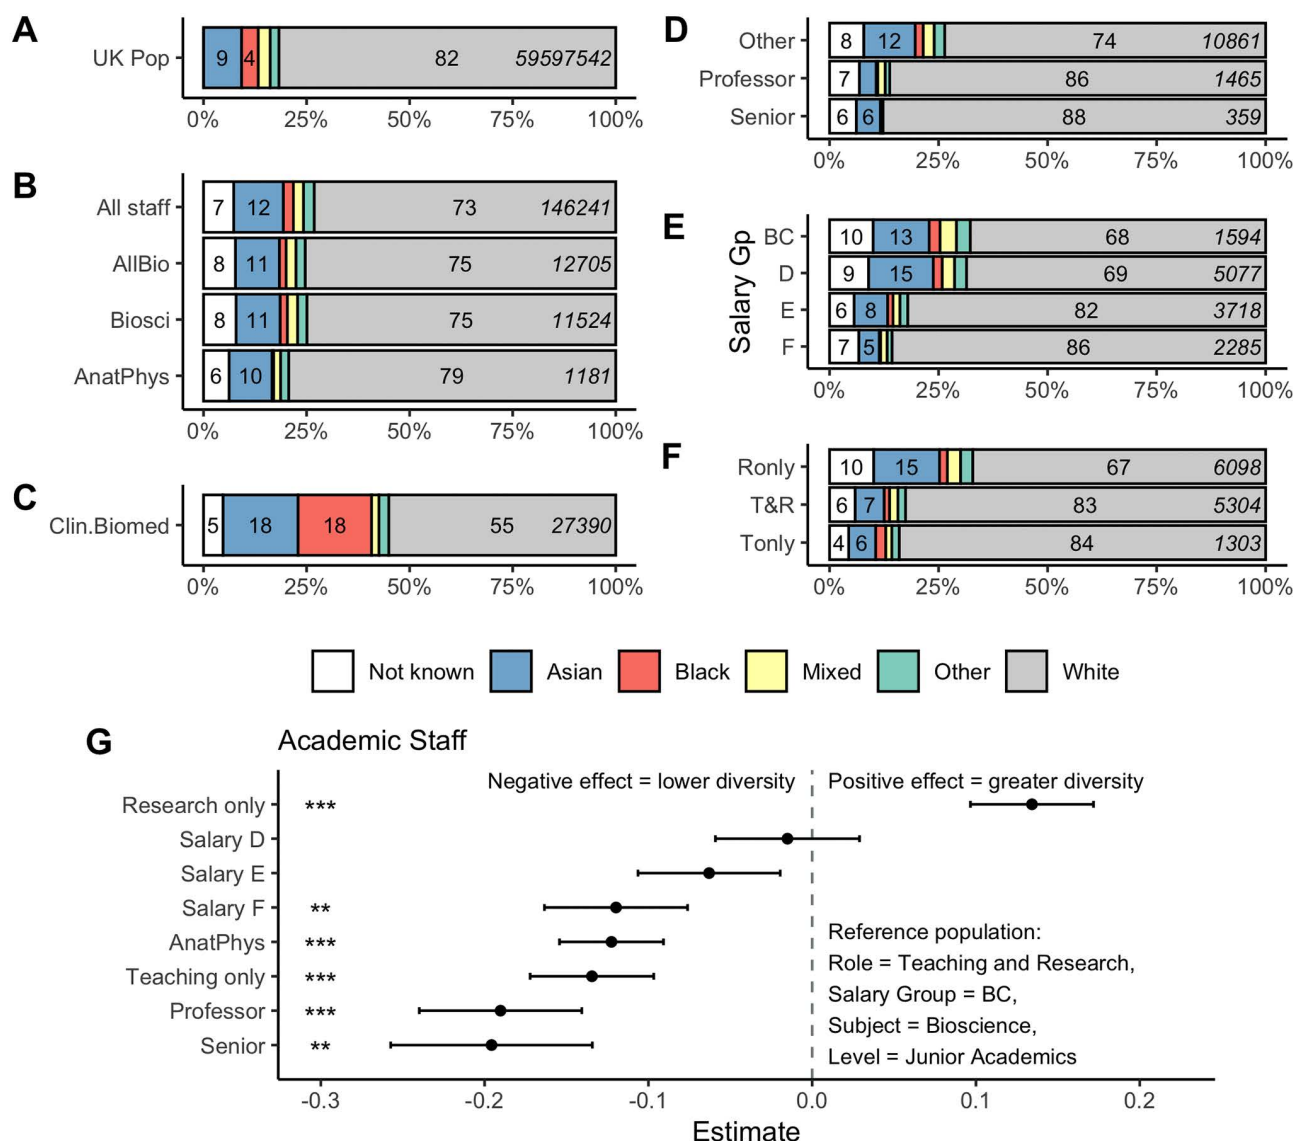 A
UK Pop 9 4 82 59597542
0% 25% 50% 75% 100%
B
All staff 7 12 73 146241
AllBio 8 11 75 12705
Biosci 8 11 75 11524
AnatPhys 6 10 79 1181
0% 25% 50% 75% 100%
C
Clin.Biomed 5 18 18 55 27390
0% 25% 50% 75% 100%
D
Other 8 12 74 10861
Professor 7 86 1465
Senior 6 6 88 359
0% 25% 50% 75% 100%
E
Salary Gp
BC 10 13 68 1594
D 9 15 69 5077
E 6 8 82 3718
F 7 5 86 2285
0% 25% 50% 75% 100%
F
Ronly 10 15 67 6098
T&R 6 7 83 5304
Tonly 4 6 84 1303
0% 25% 50% 75% 100%
Not known Asian Black Mixed Other White
G
Academic Staff
Negative effect = lower diversity Positive effect = greater diversity
Research only ***
Salary D
Salary E
Salary F **
AnatPhys ***
Teaching only ***
Professor ***
Senior **
Reference population:
Role = Teaching and Research,
Salary Group = BC,
Subject = Bioscience,
Level = Junior Academics
-0.3 -0.2 -0.1 0.0 0.1 0.2
Estimate